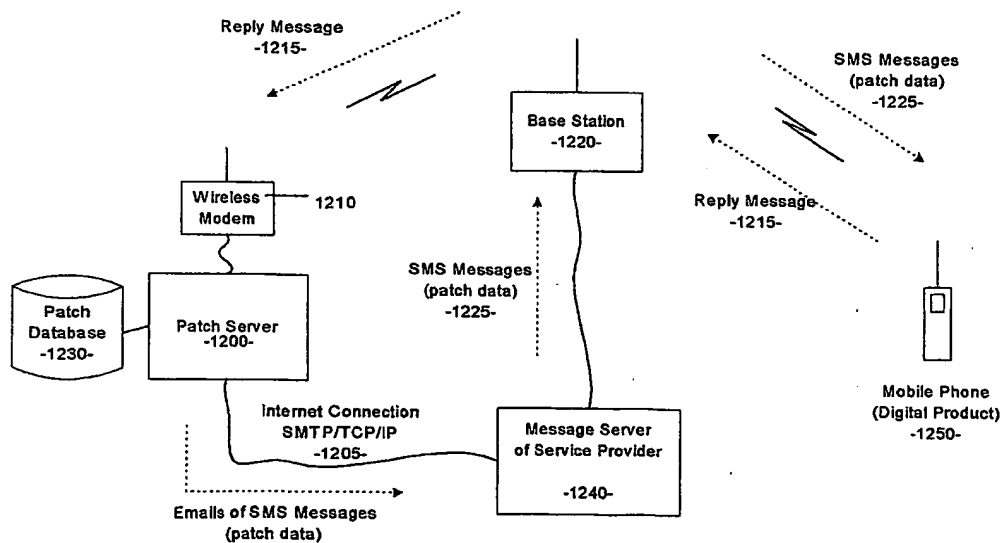 Reply Message
-1215-
SMS Messages
(patch data)
-1225-
Base Station
-1220-
Wireless
Modem
1210
Reply Message
-1215-
SMS Messages
(patch data)
-1225-
Patch
Database
-1230-
Patch Server
-1200-
Mobile Phone
(Digital Product)
-1250-
Internet Connection
SMTP/TCP/IP
-1205-
Message Server
of Service Provider
-1240-
Emails of SMS Messages
(patch data)